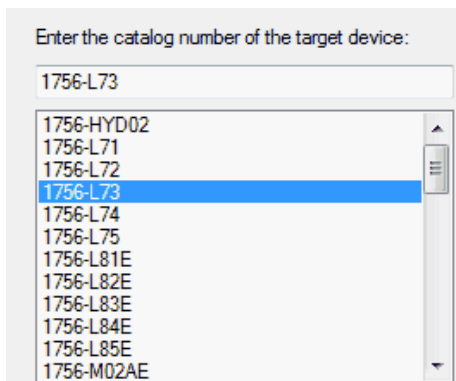 Enter the catalog number of the target device:
1756-L73
1756-HYD02
1756-L71
1756-L72
1756-L73
1756-L74
1756-L75
1756-L81E
1756-L82E
1756-L83E
1756-L84E
1756-L85E
1756-M02AE